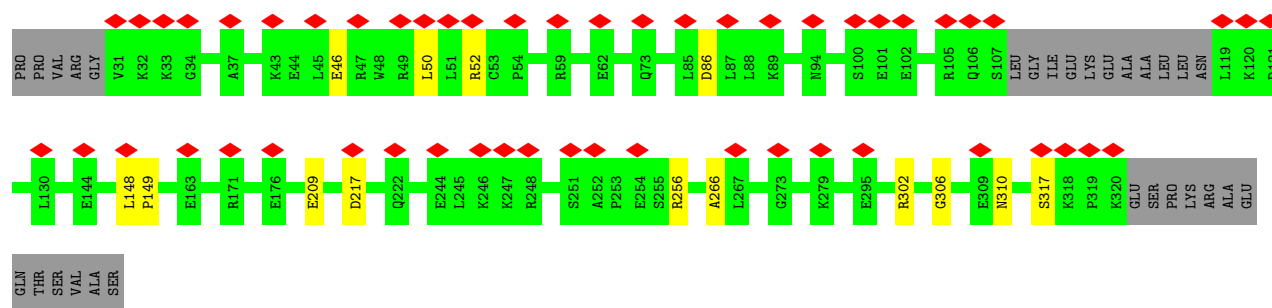 PRO PRO VAL ARG GLY V31 K32 K33 G34 A37 K43 E44 L45 E46 R47 W48 R49 L50 L51 R52 C53 P54 R59 E62 Q73 L85 D86 L87 L88 K89 N94 S100 E101 E102 R105 Q106 S107 LEU GLY ILE GLU LYS GLU ALA ALA LEU LEU ASN L119 K120
L130 E144 L148 P149 E163 R171 E176 E209 D217 Q222 E244 L245 K246 K247 R248 S251 A252 P253 E254 S255 R256 A266 L267 G273 K279 E295 R302 G306 E309 N310 S317 K318 P319 K320 GLU SER PRO LYS ARG ALA GLU
GLN THR SER VAL ALA SER